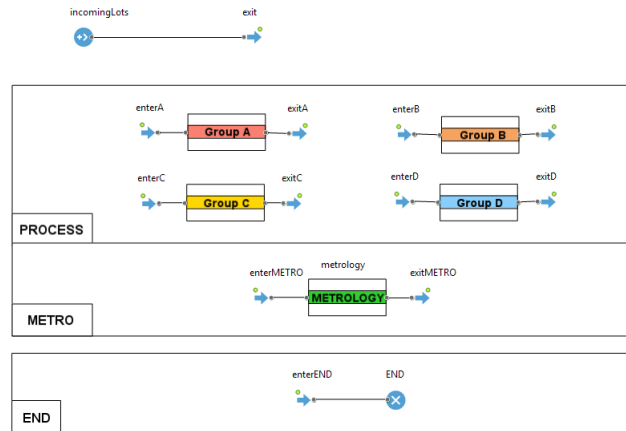 incomingLots exit
enterA exitA enterB exitB
Group A Group B
enterC exitC enterD exitD
Group C Group D
PROCESS
metrology
enterMETRO exitMETRO
METROLOGY
METRO
enterEND END
END